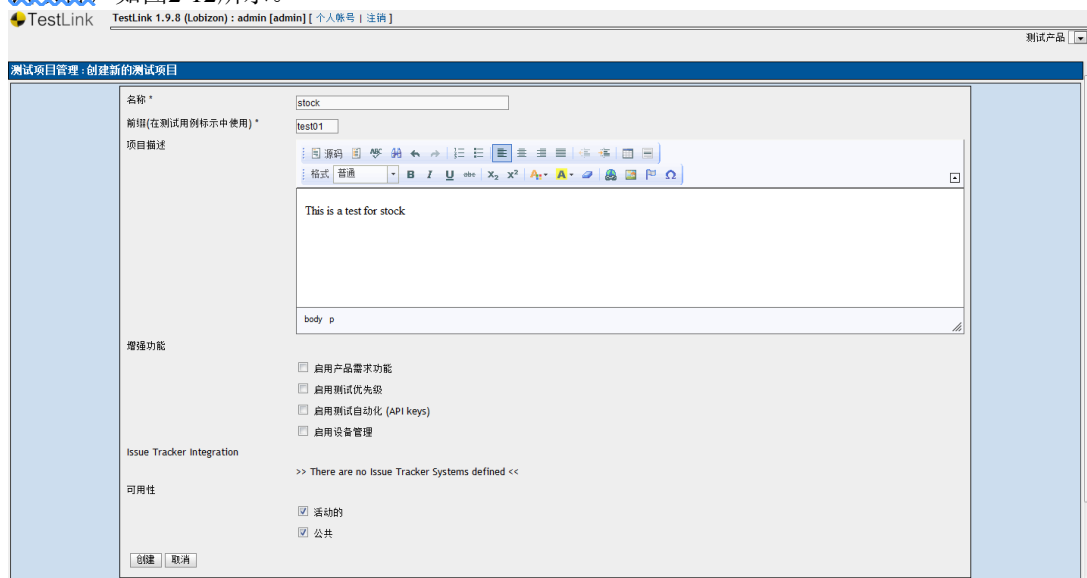 如图2-12所示。
TestLink TestLink 1.9.8 (Lobizon) : admin [admin] [ 个人账号 | 注销 ]
测试产品
测试项目管理 : 创建新的测试项目
名称 *
stock
前缀(在测试用例标示中使用) *
test01
项目描述
源码 ABC
格式 普通 B I U abc X₂ X² A A Ω
This is a test for stock
body p
增强功能
启用产品需求功能
启用测试优先级
启用测试自动化 (API keys)
启用设备管理
Issue Tracker Integration
>> There are no Issue Tracker Systems defined <<
可用性
活动的
公共
创建 取消